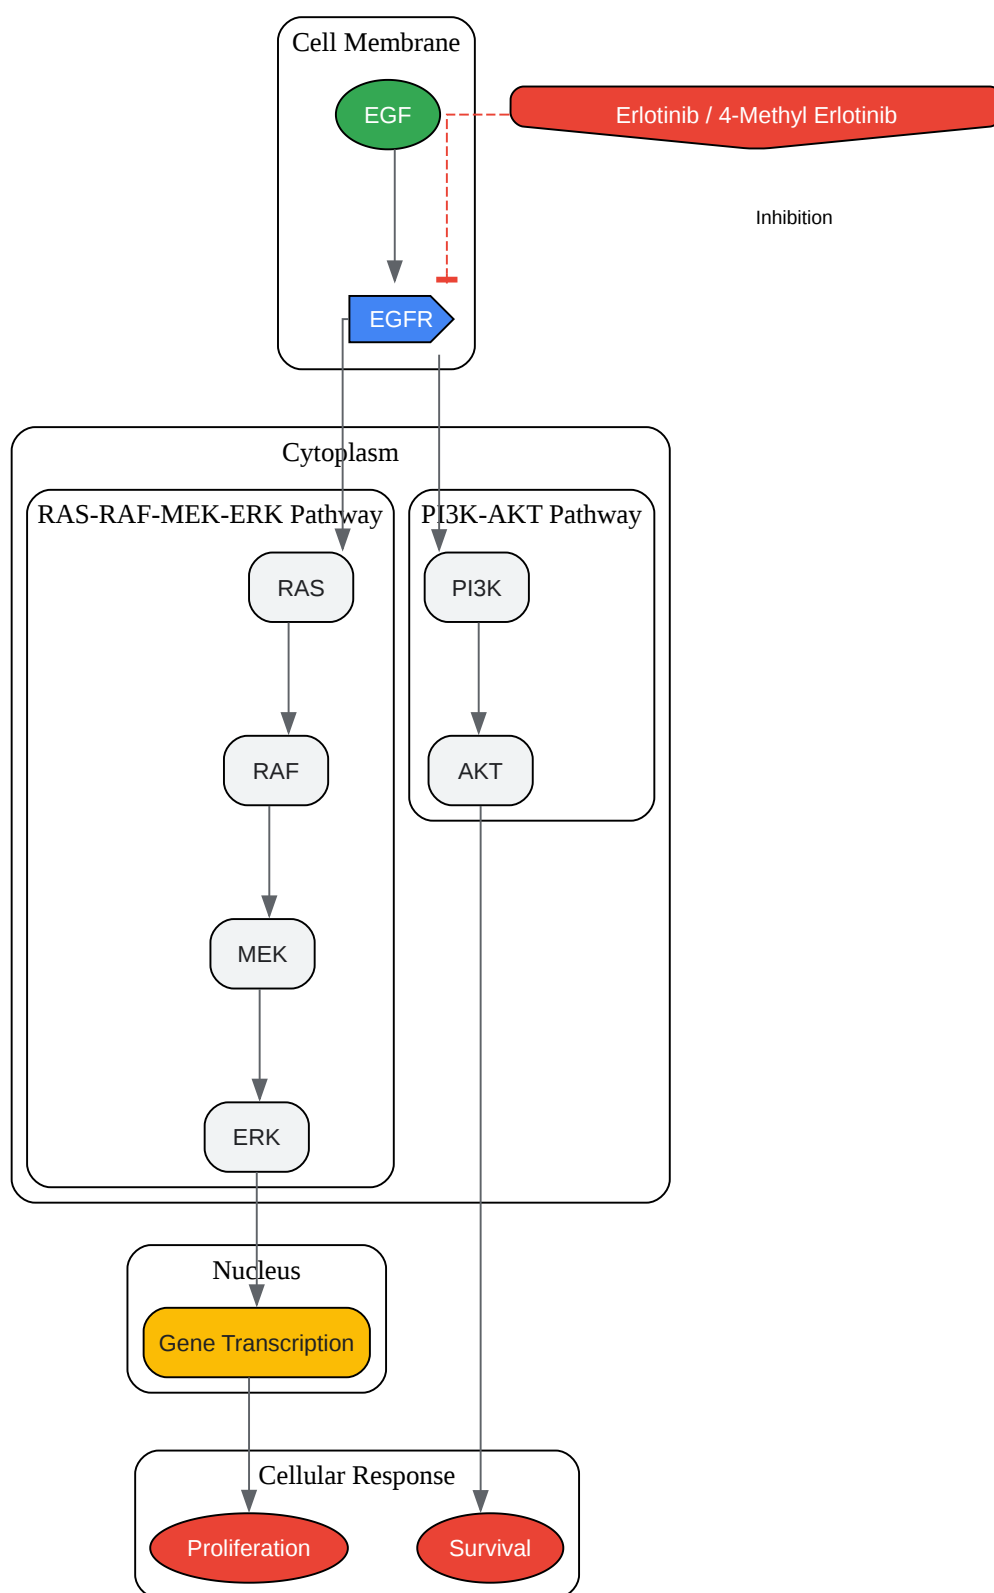 Cell Membrane
EGF
Erlotinib / 4-Methyl Erlotinib
Inhibition
EGFR
Cytoplasm
RAS-RAF-MEK-ERK Pathway
PI3K-AKT Pathway
RAS
PI3K
RAF
AKT
MEK
ERK
Nucleus
Gene Transcription
Cellular Response
Proliferation
Survival